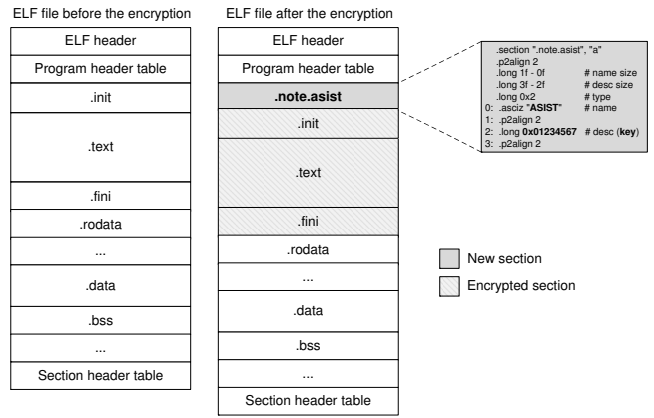 ELF file before the encryption
ELF header
Program header table
.init
.text
.fini
.rodata
...
.data
.bss
...
Section header table
ELF file after the encryption
ELF header
Program header table
.note.asist
.init
.text
.fini
.rodata
...
.data
.bss
...
Section header table
.section ".note.asist", "a"
.p2align 2
.long 1f - 0f # name size
.long 3f - 2f # desc size
.long 0x2 # type
0: .asciz "ASIST" # name
1: .p2align 2
2: .long 0x01234567 # desc (key)
3: .p2align 2
New section
Encrypted section